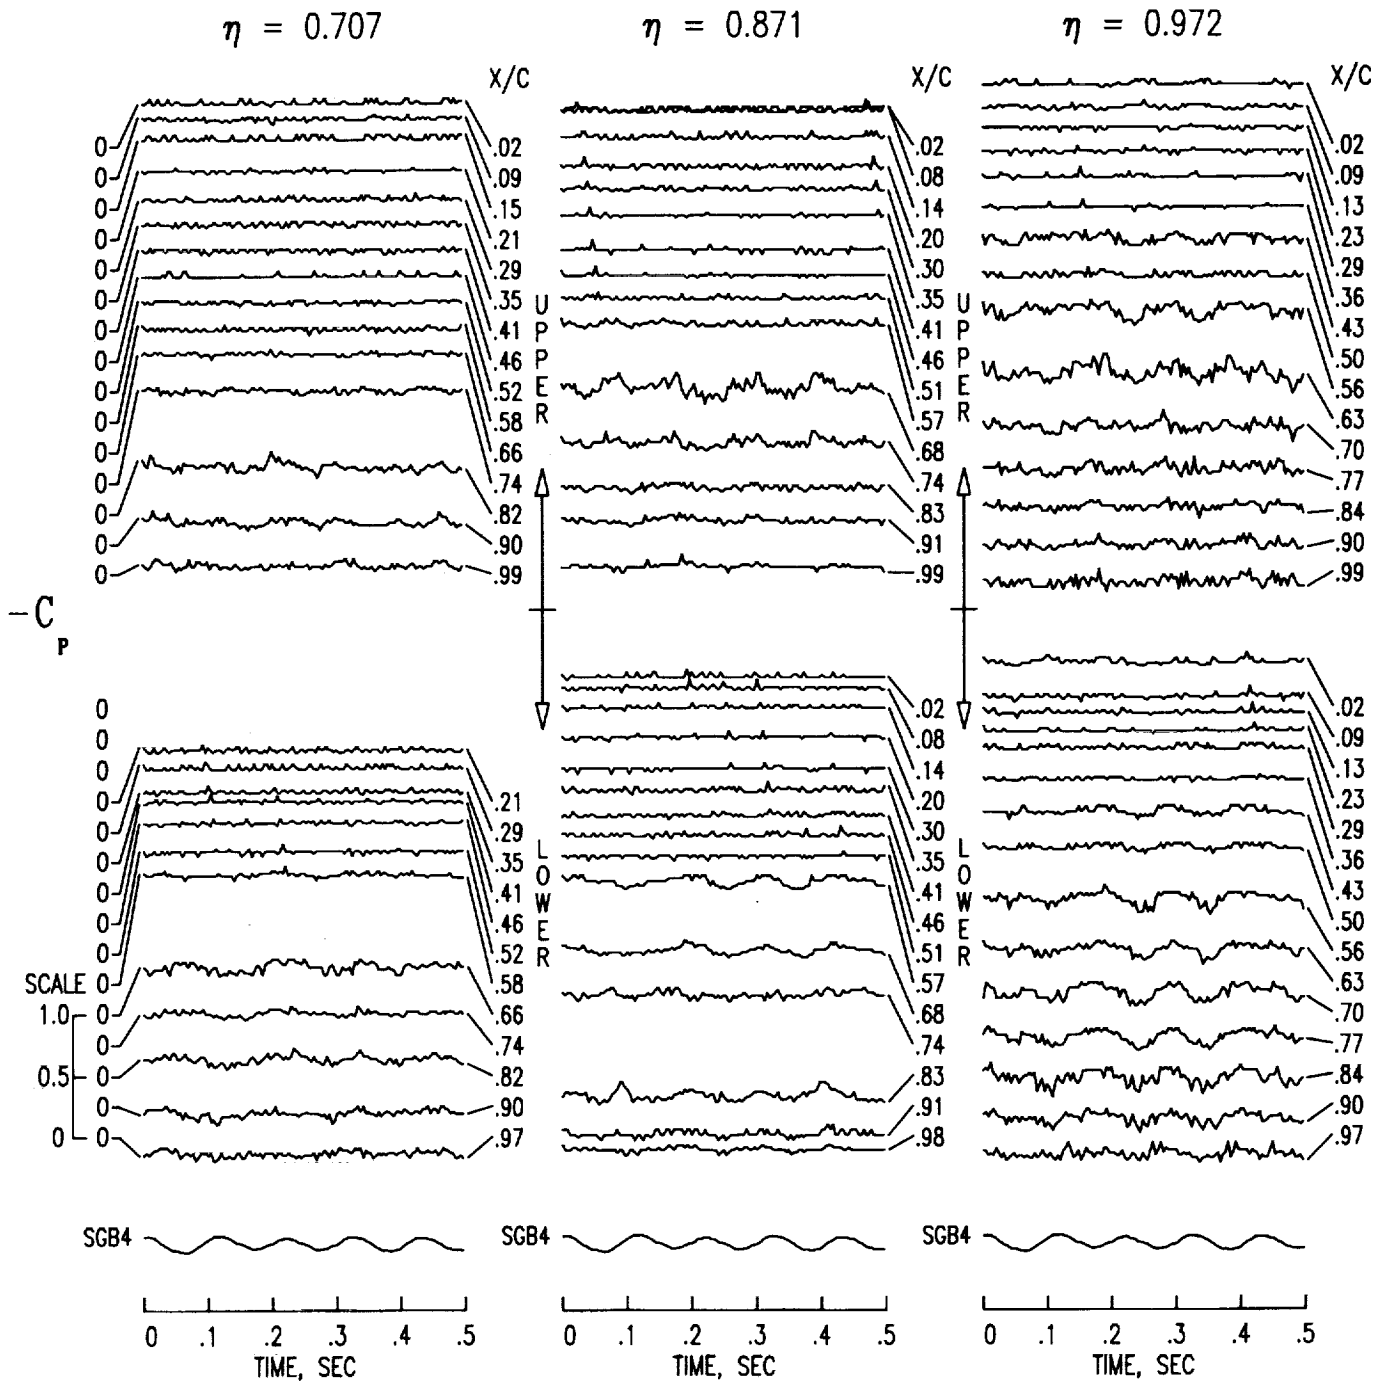 η = 0.707
η = 0.871
η = 0.972
X/C
X/C
X/C
0 .02 .02 .02
0 .09 .08 .09
0 .15 .14 .13
0 .21 .20 .23
0 .29 .30 .29
0 .35 .35 .36
0 .41 .41 .43
0 .46 .46 .50
0 .52 .51 .56
0 .58 .57 .63
0 .66 .68 .70
0 .74 .74 .77
0 .82 .83 .84
0 .90 .91 .90
0 .99 .99 .99
UPPER
UPPER
-C
P
0 .02 .02
0 .08 .09
0 .14 .13
0 .21 .20 .23
0 .29 .30 .29
0 .35 .35 .36
0 .41 .41 .43
0 .46 .46 .50
0 .52 .51 .56
0 .58 .57 .63
LOWER
LOWER
SCALE
1.0 0 .66 .68 .70
0 .74 .74 .77
0.5 0 .82 .83 .84
0 .90 .91 .90
0 0 .97 .98 .97
SGB4
SGB4
SGB4
0 .1 .2 .3 .4 .5
0 .1 .2 .3 .4 .5
0 .1 .2 .3 .4 .5
TIME, SEC
TIME, SEC
TIME, SEC